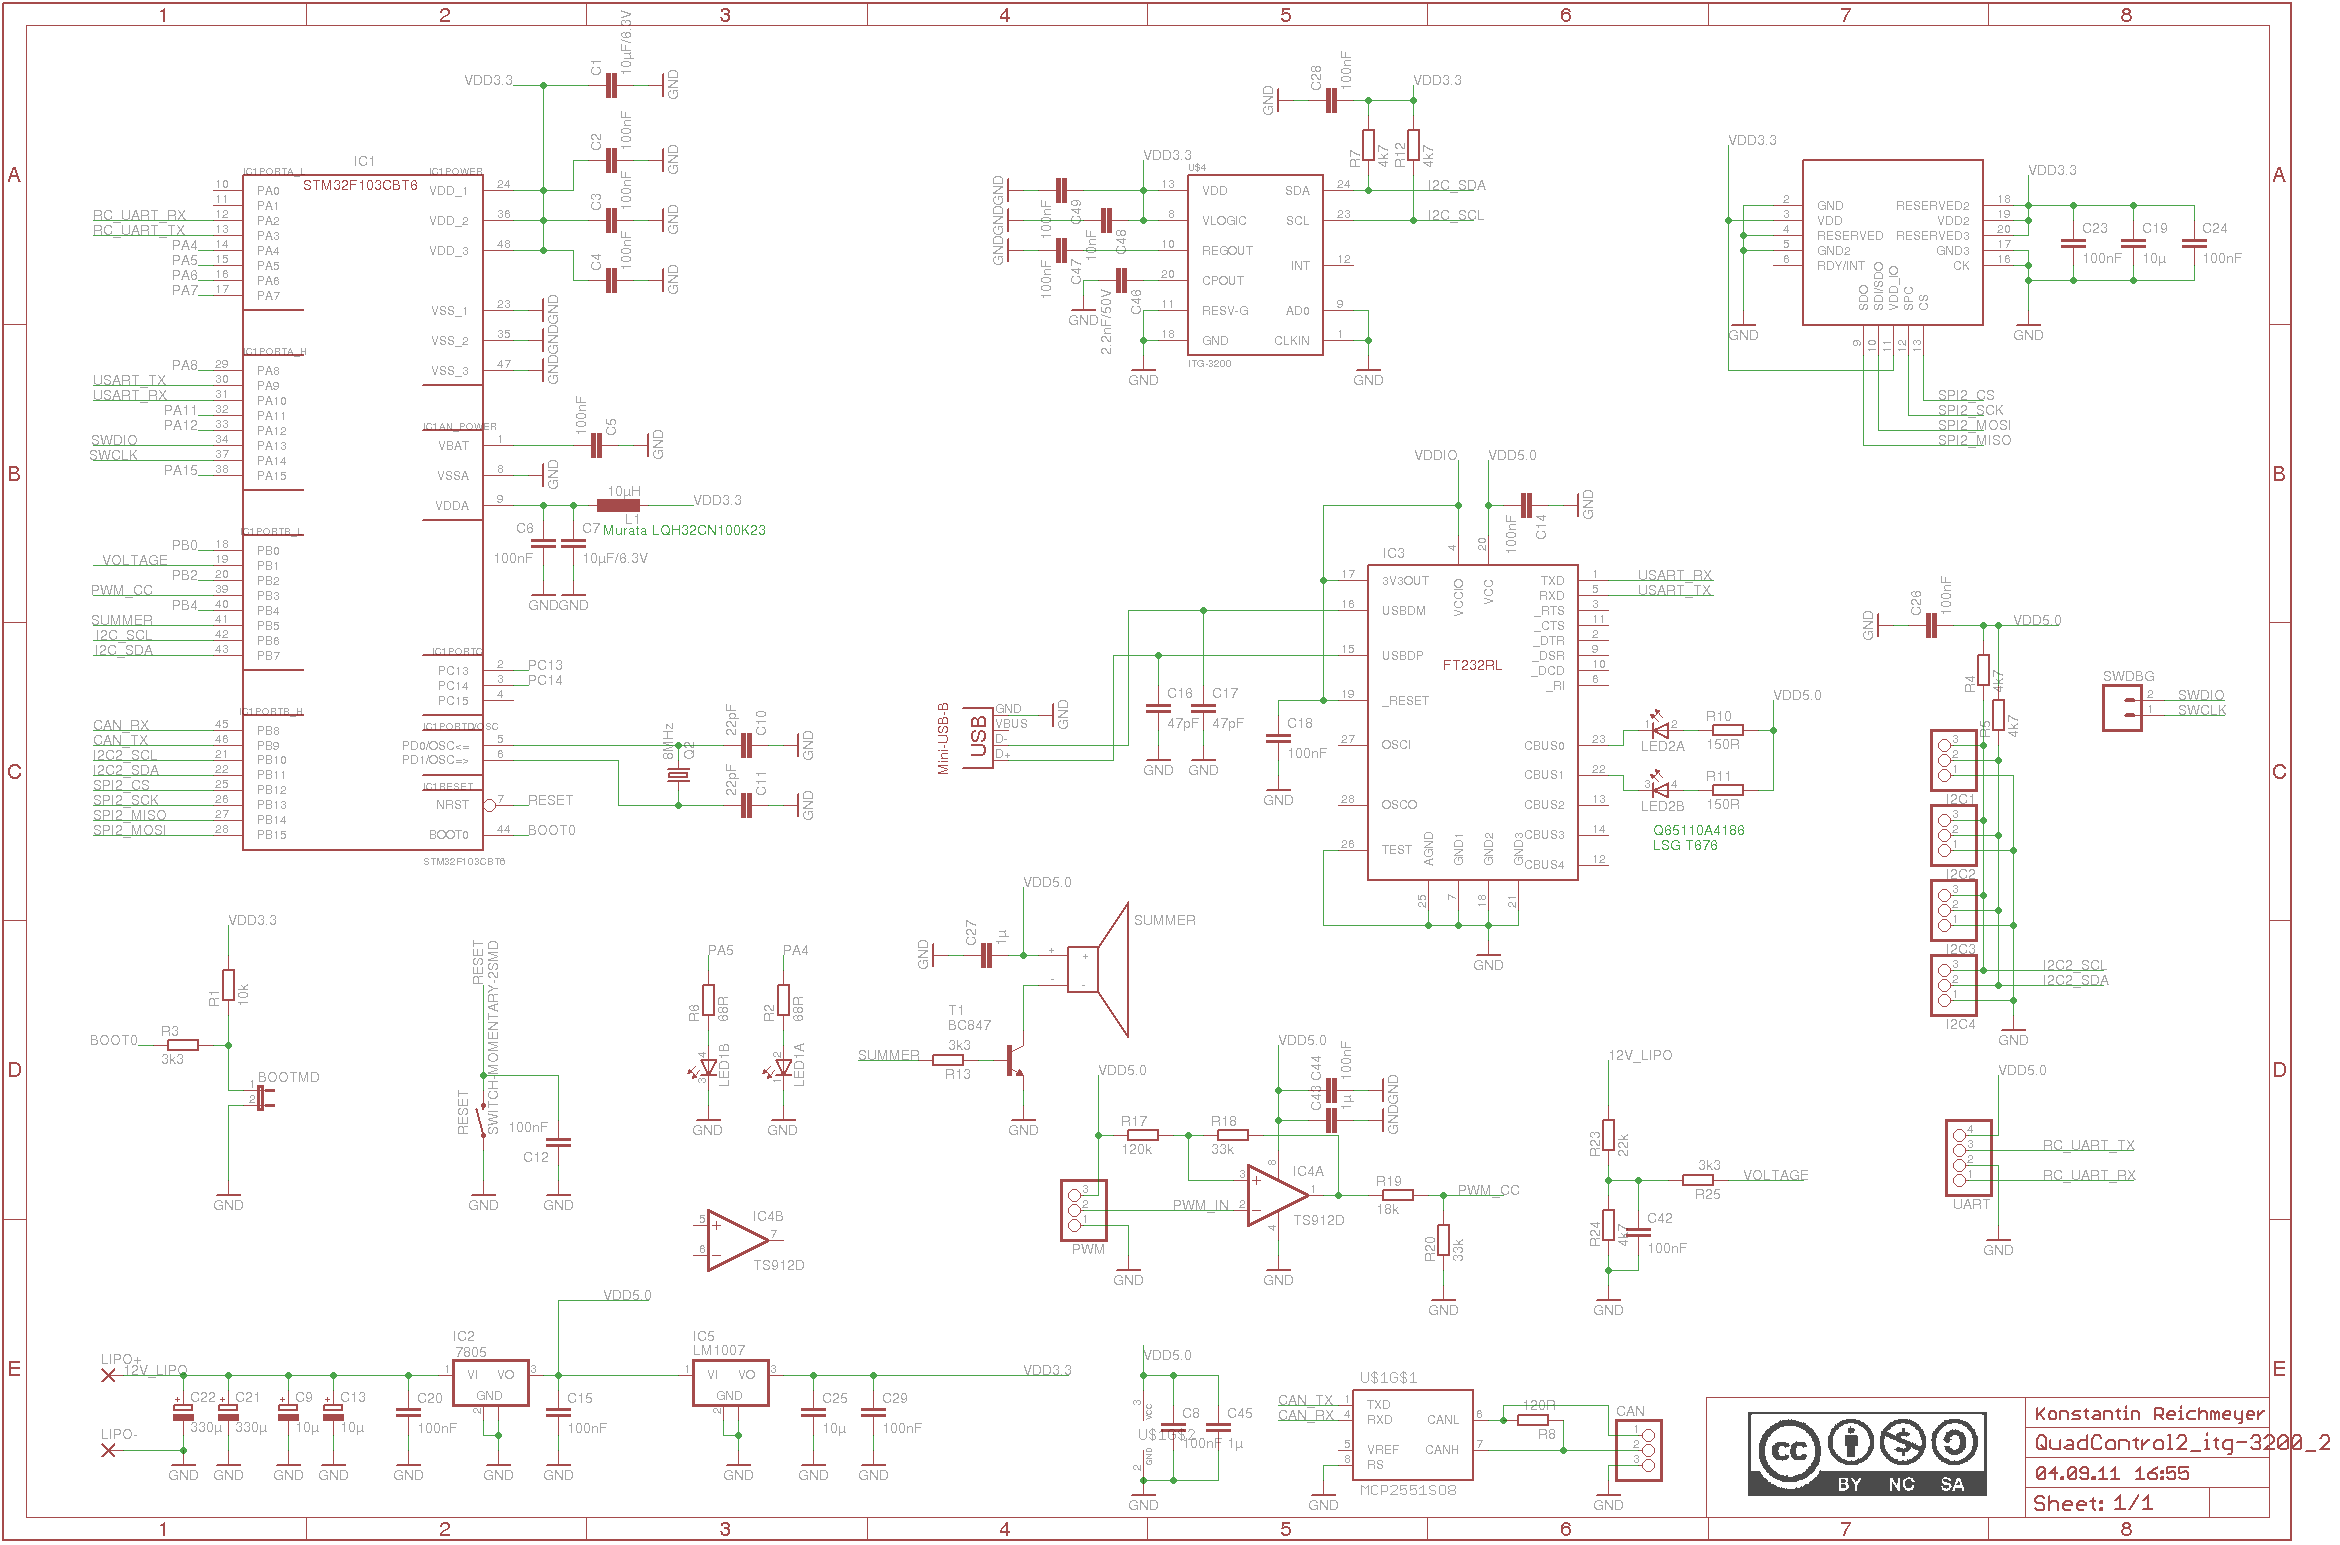 1 2 3 4 5 6 7 8
A
B
C
D
E
IC1
STM32F103CBT6
IC1PORTA_L
IC1POWER
RC_UART_RX
RC_UART_TX
PA4
PA5
PA6
PA7
10 PA0
11 PA1
12 PA2
13 PA3
14 PA4
15 PA5
16 PA6
17 PA7
VDD_1 24
VDD_2 36
VDD_3 48
VSS_1 23
VSS_2 35
VSS_3 47
VDD3.3
C1 10µF/6.3V GND
C2 100nF GND
C3 100nF GND
C4 100nF GND
GND
GND
GND
IC1PORTA_H
PA8 29 PA8
USART_TX 30 PA9
USART_RX 31 PA10
PA11 32 PA11
PA12 33 PA12
SWDIO 34 PA13
SWCLK 37 PA14
PA15 38 PA15
IC1AN_POWER
VBAT 1
VSSA 8
VDDA 9
100nF C5 GND
GND
10µH
L1
VDD3.3
Murata LQH32CN100K23
C6 100nF
C7 10µF/6.3V
GND GND
IC1PORTB_L
PB0 18 PB0
VOLTAGE 19 PB1
PB2 20 PB2
PWM_CC 39 PB3
PB4 40 PB4
SUMMER 41 PB5
I2C_SCL 42 PB6
I2C_SDA 43 PB7
IC1PORTC
PC13 2 PC13
PC14 3 PC14
PC15 4
IC1PORTB_H
CAN_RX 45 PB8
CAN_TX 46 PB9
I2C2_SCL 21 PB10
I2C2_SDA 22 PB11
SPI2_CS 25 PB12
SPI2_SCK 26 PB13
SPI2_MISO 27 PB14
SPI2_MOSI 28 PB15
IC1PORTD/OSC
PD0/OSC<= 5
PD1/OSC=> 6
IC1RESET
NRST 7 RESET
BOOT0 44 BOOT0
STM32F103CBT6
8MHz Q2
22pF C10 GND
22pF C11 GND
C28 100nF GND
VDD3.3
R7 4k7
R12 4k7
VDD3.3
U$4
GND
GND
GND
100nF C49
10nF C48
100nF C47
2.2nF/50V C46
GND
13 VDD
8 VLOGIC
10 REGOUT
20 CPOUT
11 RESV-G
18 GND
SDA 24 I2C_SDA
SCL 23 I2C_SCL
INT 12
AD0 9
CLKIN 1
ITG-3200
GND
GND
VDD3.3
2 GND
3 VDD
4 RESERVED
5 GND2
6 RDY/INT
RESERVED2 18
VDD2 19
RESERVED3 20
GND3 17
CK 16
SDO 9
SDI/SDO 10
VDD_IO 11
SPC 12
CS 13
VDD3.3
C23 100nF
C19 10µ
C24 100nF
GND
GND
SPI2_CS
SPI2_SCK
SPI2_MOSI
SPI2_MISO
VDDIO
VDD5.0
100nF C14 GND
IC3
FT232RL
4 VCCIO
20 VCC
17 3V3OUT
16 USBDM
15 USBDP
19 _RESET
27 OSCI
28 OSCO
26 TEST
TXD 1 USART_RX
RXD 5 USART_TX
_RTS 3
_CTS 11
_DTR 2
_DSR 9
_DCD 10
_RI 6
CBUS0 23
CBUS1 22
CBUS2 13
CBUS3 14
CBUS4 12
AGND 25
GND1 7
GND2 18
GND3 21
GND
Mini-USB-B
USB
GND
VBUS
D-
D+
GND
C16 47pF
C17 47pF
GND GND
C18 100nF
GND
1 2 LED2A
3 4 LED2B
R10 150R
R11 150R
VDD5.0
Q65110A4186
LSG T676
GND C26 100nF
VDD5.0
R4 4k7
R5 4k7
3 2 1 I2C1
3 2 1 I2C2
3 2 1 I2C3
3 2 1 I2C4
I2C2_SCL
I2C2_SDA
GND
SWDBG
2 SWDIO
1 SWCLK
VDD3.3
R1 10k
BOOT0 R3 3k3
BOOTMD
1
2
GND
RESET
RESET
SWITCH-MOMENTARY-2SMD
100nF C12
GND GND
PA5
R6 68R
4 3 LED1B
GND
PA4
R2 68R
2 1 LED1A
GND
VDD5.0
GND C27 1µ
+ -
+ -
SUMMER
T1
BC847
SUMMER 3k3 R13
GND
IC4B
5 6 7
TS912D
VDD5.0
R17 120k
R18 33k
VDD5.0
C44 100nF GND
C43 1µ GND
IC4A
3 2 1 8 4
TS912D
PWM_IN
3 2 1
PWM
GND
GND
R19 18k
PWM_CC
R20 33k
GND
12V_LIPO
R23 22k
R24 4k7
C42 100nF
3k3 R25
VOLTAGE
GND
VDD5.0
4 3 2 1
RC_UART_TX
RC_UART_RX
UART
GND
LIPO+
12V_LIPO
LIPO-
C22 330µ
C21 330µ
C9 10µ
C13 10µ
C20 100nF
IC2
7805
1 VI VO 3
GND 2
VDD5.0
C15 100nF
IC5
LM1007
1 VI VO 3
GND 2
C25 10µ
C29 100nF
VDD3.3
GND GND GND GND GND GND GND GND GND GND
VDD5.0
3 VCC
U$1G$2
2 GND
C8 100nF
C45 1µ
GND
U$1G$1
CAN_TX 1 TXD
CAN_RX 4 RXD
5 VREF
8 RS
CANL 6
CANH 7
MCP2551S08
GND
120R
R8
CAN
1 2 3
GND
cc
BY NC SA
Konstantin Reichmeyer
QuadControl2_itg-3200_2
04.09.11 16:55
Sheet: 1/1